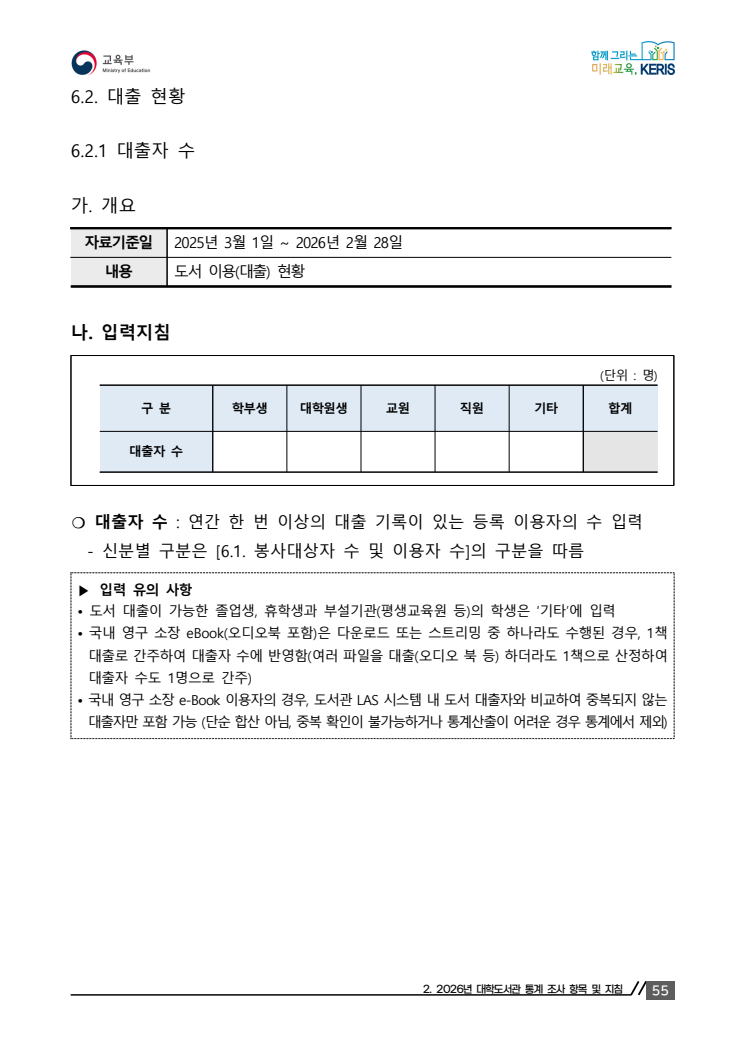 교육부
Ministry of Education
함께 그리는
미래교육, KERIS
6.2. 대출 현황
6.2.1 대출자 수
가. 개요
자료기준일 2025년 3월 1일 ~ 2026년 2월 28일
내용 도서 이용(대출) 현황
나. 입력지침
(단위 : 명)
구 분 학부생 대학원생 교원 직원 기타 합계
대출자 수
❍ 대출자 수 : 연간 한 번 이상의 대출 기록이 있는 등록 이용자의 수 입력
- 신분별 구분은 [6.1. 봉사대상자 수 및 이용자 수]의 구분을 따름
▶ 입력 유의 사항
• 도서 대출이 가능한 졸업생, 휴학생과 부설기관(평생교육원 등)의 학생은 ‘기타’에 입력
• 국내 영구 소장 eBook(오디오북 포함)은 다운로드 또는 스트리밍 중 하나라도 수행된 경우, 1책
대출로 간주하여 대출자 수에 반영함(여러 파일을 대출(오디오 북 등) 하더라도 1책으로 산정하여
대출자 수도 1명으로 간주)
• 국내 영구 소장 e-Book 이용자의 경우, 도서관 LAS 시스템 내 도서 대출자와 비교하여 중복되지 않는
대출자만 포함 가능 (단순 합산 아님, 중복 확인이 불가능하거나 통계산출이 어려운 경우 통계에서 제외)
2. 2026년 대학도서관 통계 조사 항목 및 지침 // 55